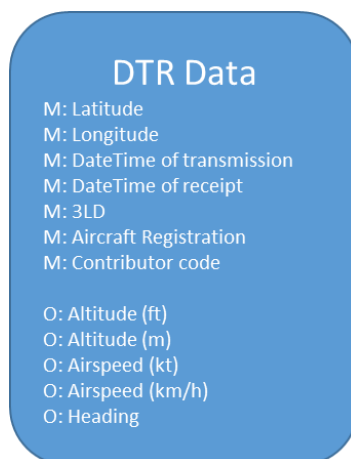 DTR Data
M: Latitude
M: Longitude
M: DateTime of transmission
M: DateTime of receipt
M: 3LD
M: Aircraft Registration
M: Contributor code
O: Altitude (ft)
O: Altitude (m)
O: Airspeed (kt)
O: Airspeed (km/h)
O: Heading